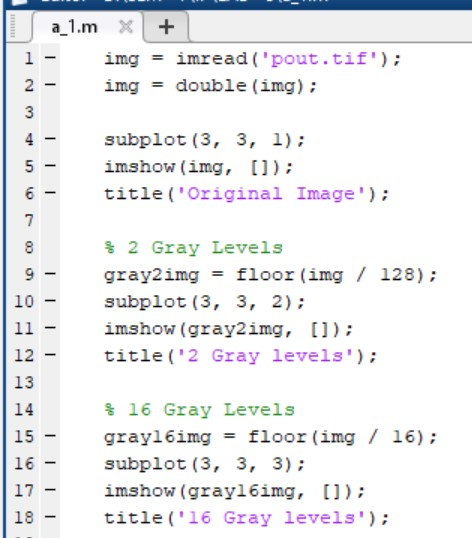 a_1.m × +
1 – img = imread('pout.tif');
2 – img = double(img);
3
4 – subplot(3, 3, 1);
5 – imshow(img, []);
6 – title('Original Image');
7
8 % 2 Gray Levels
9 – gray2img = floor(img / 128);
10 – subplot(3, 3, 2);
11 – imshow(gray2img, []);
12 – title('2 Gray levels');
13
14 % 16 Gray Levels
15 – gray16img = floor(img / 16);
16 – subplot(3, 3, 3);
17 – imshow(gray16img, []);
18 – title('16 Gray levels');